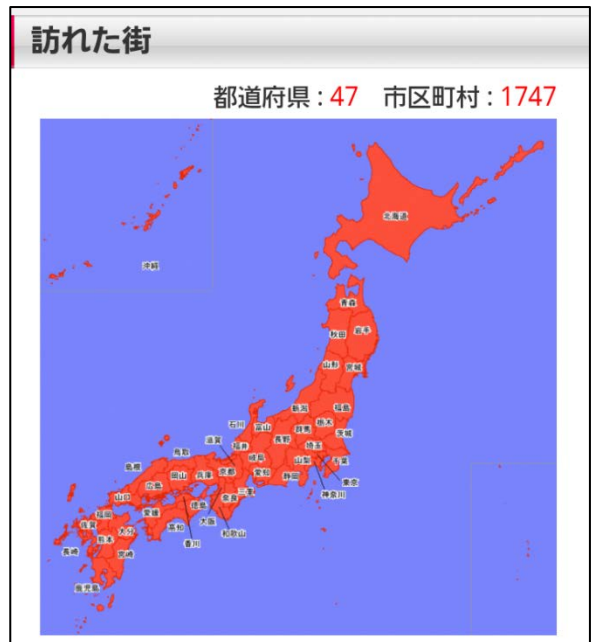 訪れた街
都道府県 : 47 市区町村 : 1747
北海道
沖縄
青森
秋田
岩手
山形
宮城
新潟
福島
石川
富山
群馬
栃木
茨城
滋賀
福井
長野
埼玉
鳥取
岐阜
山梨
千葉
島根
岡山
兵庫
京都
愛知
静岡
東京
神奈川
広島
三重
奈良
山口
愛媛
徳島
大阪
和歌山
高知
香川
福岡
佐賀
大分
長崎
熊本
宮崎
鹿児島